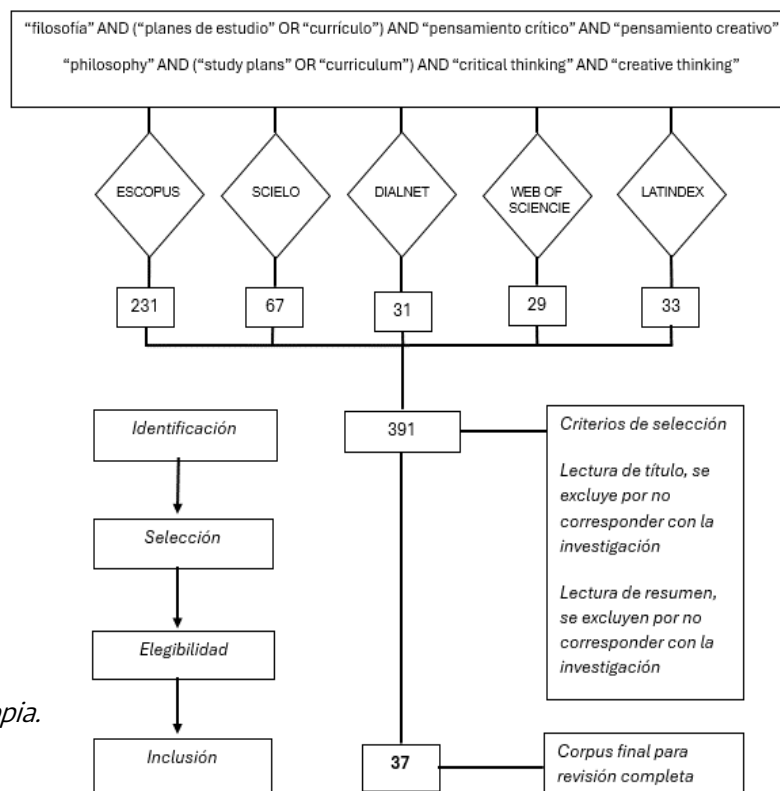 “filosofía” AND (“planes de estudio” OR “currículo”) AND “pensamiento crítico” AND “pensamiento creativo”
“philosophy” AND (“study plans” OR “curriculum”) AND “critical thinking” AND “creative thinking”
ESCOPUS
SCIELO
DIALNET
WEB OF
SCIENCIE
LATINDEX
231
67
31
29
33
391
Identificación
Selección
Elegibilidad
Inclusión
Criterios de selección
Lectura de título, se
excluye por no
corresponder con la
investigación
Lectura de resumen,
se excluyen por no
corresponder con la
investigación
pia.
37
Corpus final para
revisión completa